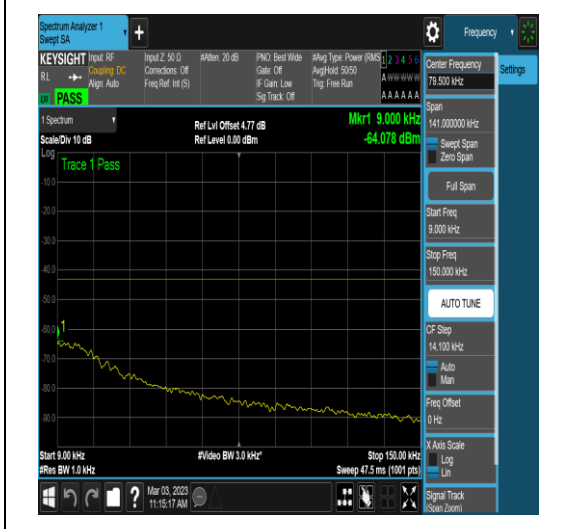 Spectrum Analyzer 1
Swept SA
Frequency
KEYSIGHT
RL
PASS
Input: RF
Coupling: DC
Align: Auto
Input Z: 50 Ω
Corrections: Off
Freq Ref: Int (S)
#Atten: 20 dB
PNO: Best Wide
Gate: Off
IF Gain: Low
Sig Track: Off
#Avg Type: Power (RMS
Avg|Hold: 50/50
Trig: Free Run
1 2 3 4 5 6
A W W W W W
A A A A A A
1 Spectrum
Scale/Div 10 dB
Log
Ref Lvl Offset 4.77 dB
Ref Level 0.00 dBm
Mkr1 9.000 kHz
-64.078 dBm
Trace 1 Pass
-10.0
-20.0
-30.0
-40.0
-50.0
-60.0
-70.0
-80.0
-90.0
1
Start 9.00 kHz
#Res BW 1.0 kHz
#Video BW 3.0 kHz*
Stop 150.00 kHz
Sweep 47.5 ms (1001 pts)
Mar 03, 2023
11:15:17 AM
Center Frequency
79.500 kHz
Settings
Span
141.000000 kHz
Swept Span
Zero Span
Full Span
Start Freq
9.000 kHz
Stop Freq
150.000 kHz
AUTO TUNE
CF Step
14.100 kHz
Auto
Man
Freq Offset
0 Hz
X Axis Scale
Log
Lin
Signal Track
(Span Zoom)